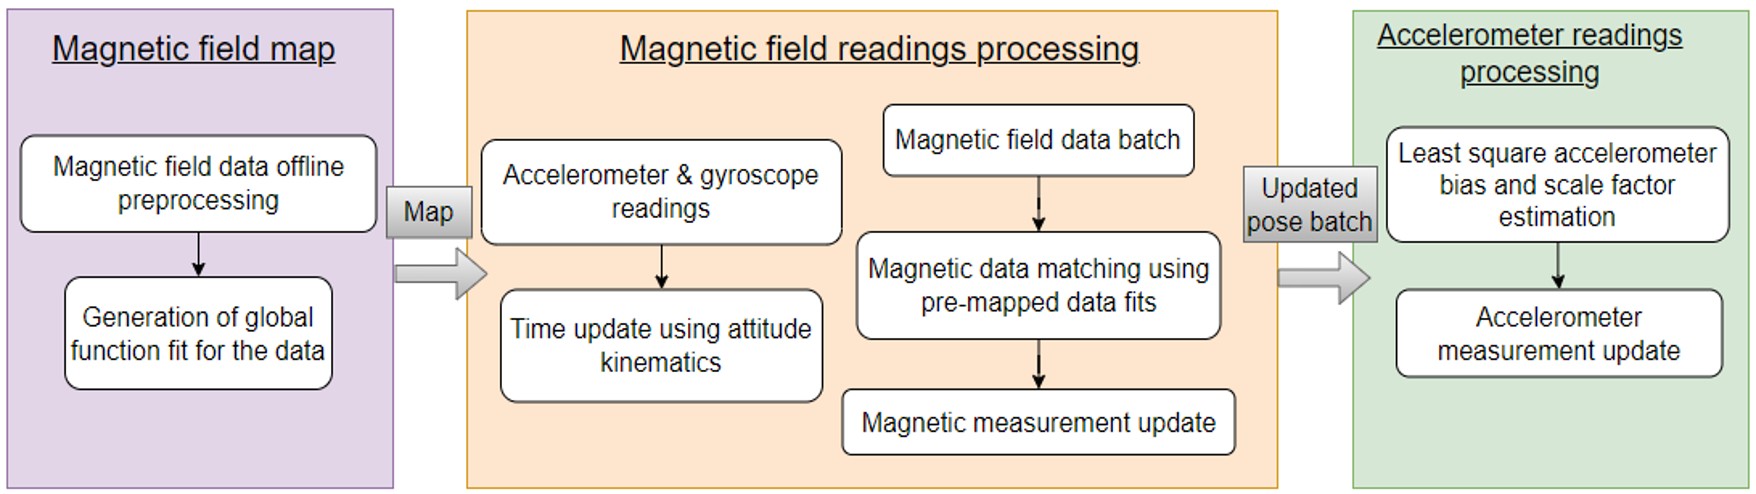 Magnetic field map
Magnetic field data offline
preprocessing
Generation of global
function fit for the data
Map
Magnetic field readings processing
Accelerometer & gyroscope
readings
Time update using attitude
kinematics
Magnetic field data batch
Magnetic data matching using
pre-mapped data fits
Magnetic measurement update
Updated
pose batch
Accelerometer readings
processing
Least square accelerometer
bias and scale factor
estimation
Accelerometer
measurement update